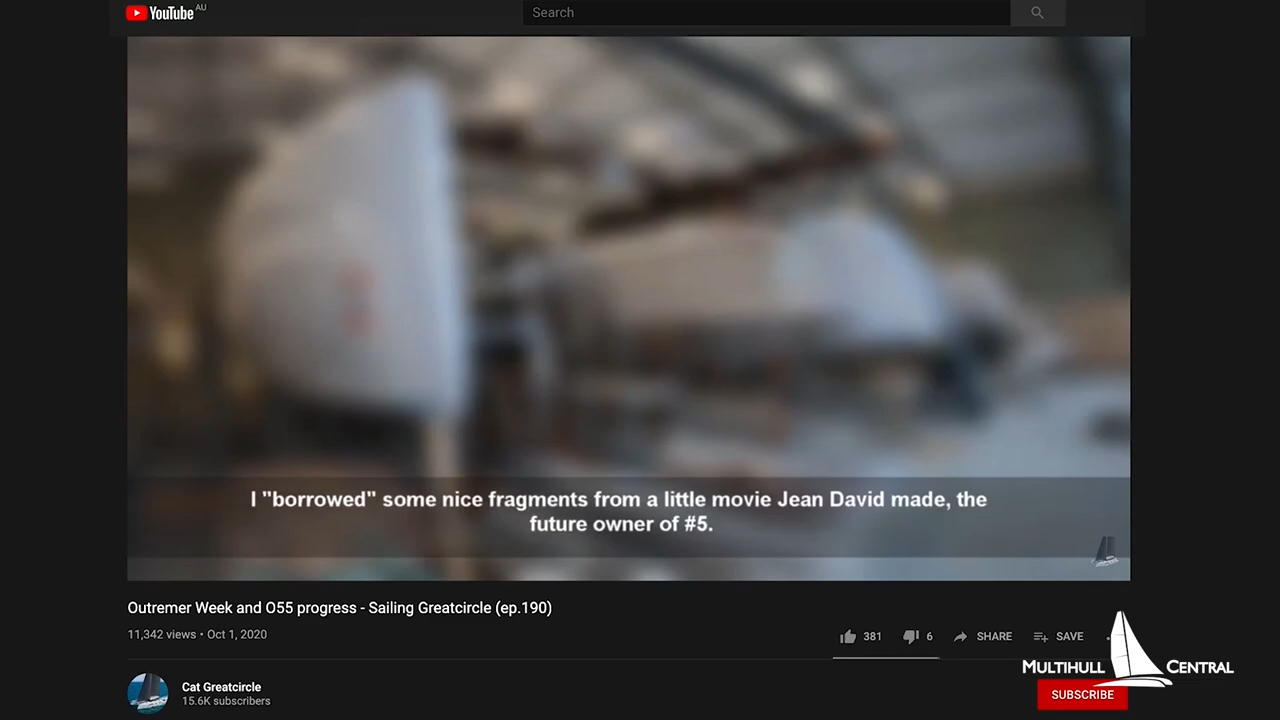 YouTube AU
Search
I "borrowed" some nice fragments from a little movie Jean David made, the
future owner of #5.
Outremer Week and O55 progress - Sailing Greatcircle (ep.190)
11,342 views • Oct 1, 2020
381
6
SHARE
SAVE
MULTIHULL CENTRAL
Cat Greatcircle
15.6K subscribers
SUBSCRIBE